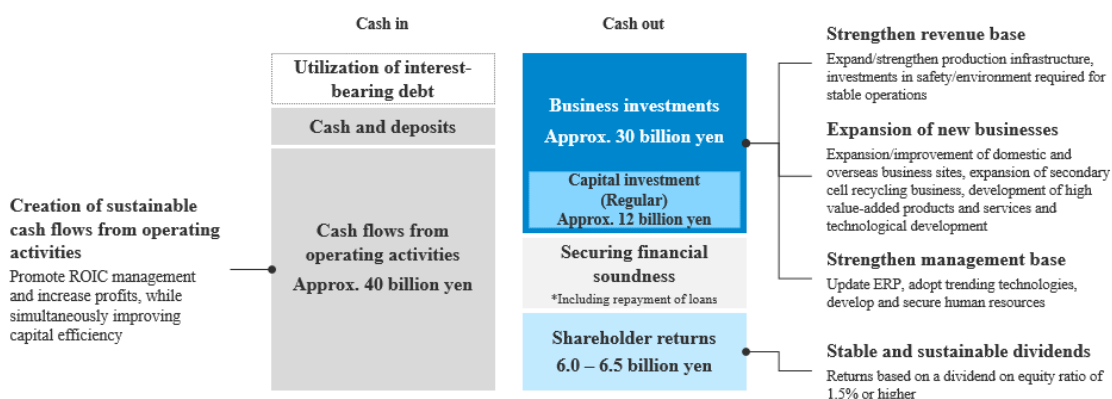 Cash in
Cash out
Creation of sustainable
cash flows from operating
activities
Promote ROIC management
and increase profits, while
simultaneously improving
capital efficiency
Utilization of interest-
bearing debt
Cash and deposits
Cash flows from
operating activities
Approx. 40 billion yen
Business investments
Approx. 30 billion yen
Capital investment
(Regular)
Approx. 12 billion yen
Securing financial
soundness
*Including repayment of loans
Shareholder returns
6.0 – 6.5 billion yen
Strengthen revenue base
Expand/strengthen production infrastructure,
investments in safety/environment required for
stable operations
Expansion of new businesses
Expansion/improvement of domestic and
overseas business sites, expansion of secondary
cell recycling business, development of high
value-added products and services and
technological development
Strengthen management base
Update ERP, adopt trending technologies,
develop and secure human resources
Stable and sustainable dividends
Returns based on a dividend on equity ratio of
1.5% or higher